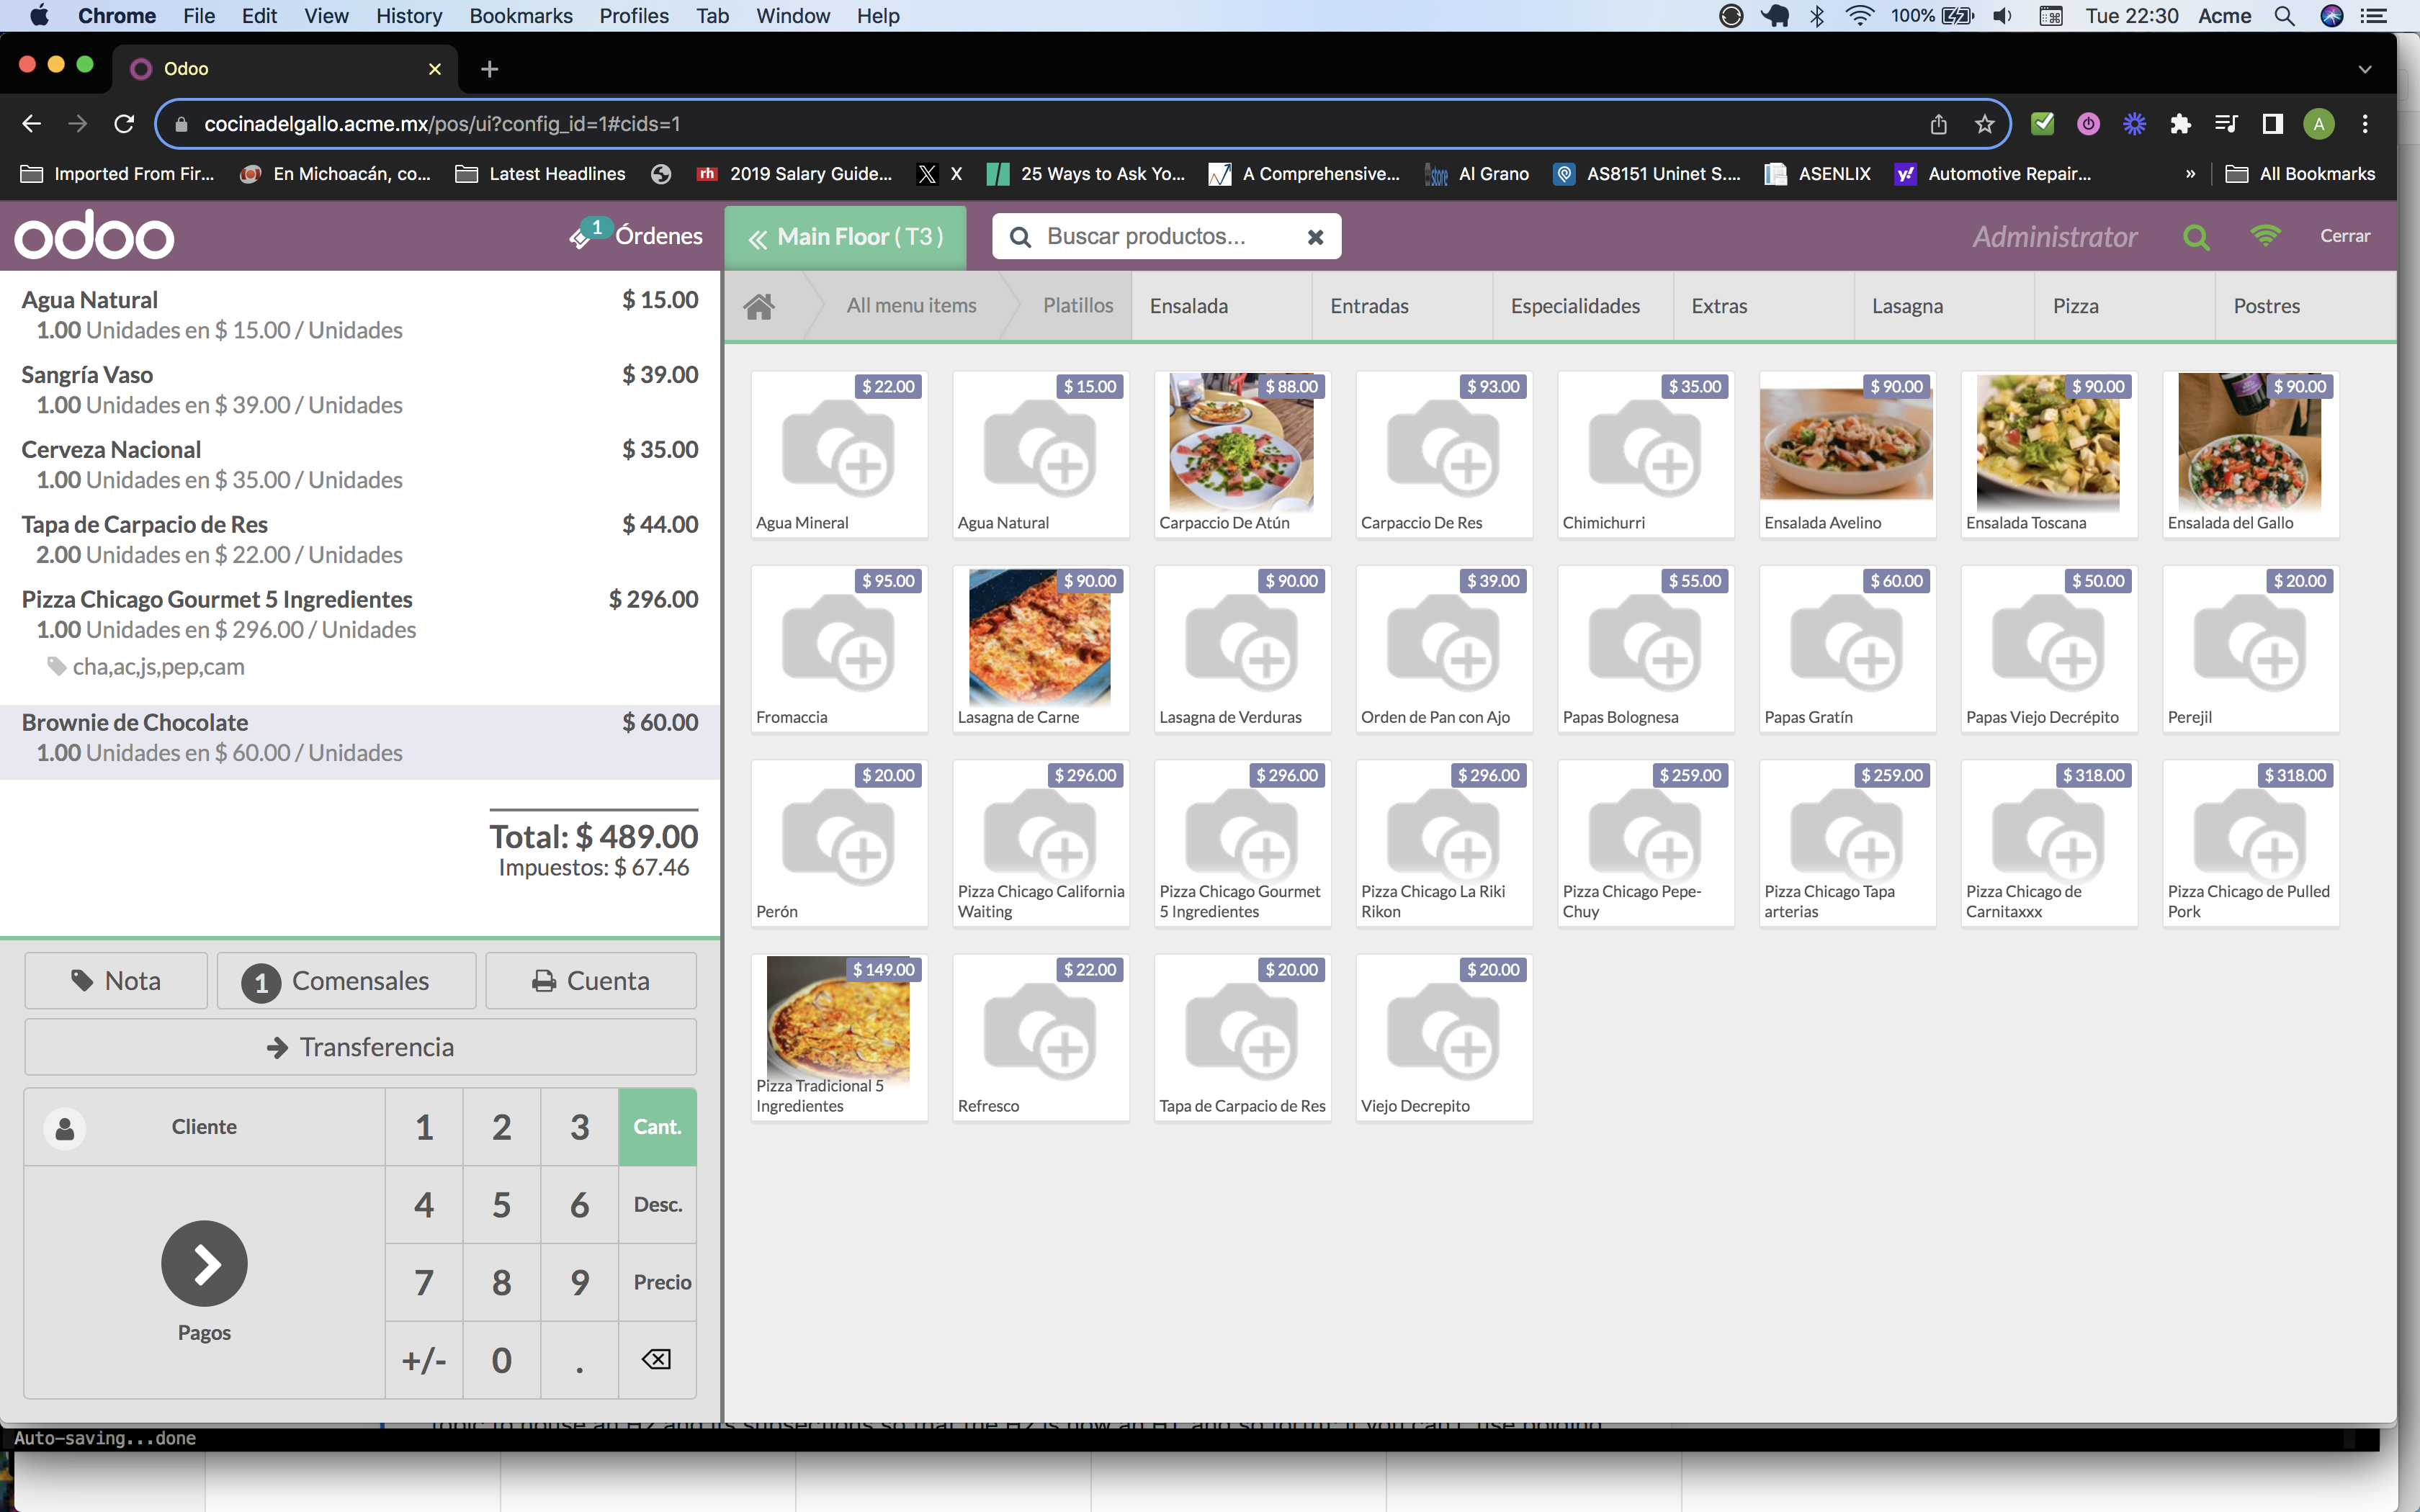 Chrome File Edit View History Bookmarks Profiles Tab Window Help 100% Tue 22:30 Acme
Odoo
cocinadelgallo.acme.mx/pos/ui?config_id=1#cids=1 A
Imported From Fir... En Michoacán, co... Latest Headlines rh 2019 Salary Guide... X 25 Ways to Ask Yo... A Comprehensive... store Al Grano AS8151 Uninet S.... ASENLIX y! Automotive Repair... » All Bookmarks
odoo 1 Órdenes Main Floor ( T3 ) Buscar productos... Administrator Cerrar
All menu items Platillos Ensalada Entradas Especialidades Extras Lasagna Pizza Postres
Agua Natural $ 15.00
1.00 Unidades en $ 15.00 / Unidades
Sangría Vaso $ 39.00
1.00 Unidades en $ 39.00 / Unidades
Cerveza Nacional $ 35.00
1.00 Unidades en $ 35.00 / Unidades
Tapa de Carpacio de Res $ 44.00
2.00 Unidades en $ 22.00 / Unidades
Pizza Chicago Gourmet 5 Ingredientes $ 296.00
1.00 Unidades en $ 296.00 / Unidades
cha,ac,js,pep,cam
Brownie de Chocolate $ 60.00
1.00 Unidades en $ 60.00 / Unidades
Total: $ 489.00
Impuestos: $ 67.46
Nota 1 Comensales Cuenta
Transferencia
Cliente 1 2 3 Cant.
4 5 6 Desc.
7 8 9 Precio
Pagos
+/- 0 .
$ 22.00 $ 15.00 $ 88.00 $ 93.00 $ 35.00 $ 90.00 $ 90.00 $ 90.00
Agua Mineral Agua Natural Carpaccio De Atún Carpaccio De Res Chimichurri Ensalada Avelino Ensalada Toscana Ensalada del Gallo
$ 95.00 $ 90.00 $ 90.00 $ 39.00 $ 55.00 $ 60.00 $ 50.00 $ 20.00
Fromaccia Lasagna de Carne Lasagna de Verduras Orden de Pan con Ajo Papas Bolognesa Papas Gratín Papas Viejo Decrépito Perejil
$ 20.00 $ 296.00 $ 296.00 $ 296.00 $ 259.00 $ 259.00 $ 318.00 $ 318.00
Pizza Chicago California Pizza Chicago Gourmet Pizza Chicago La Riki Pizza Chicago Pepe- Pizza Chicago Tapa Pizza Chicago de Pizza Chicago de Pulled
Perón Waiting 5 Ingredientes Rikon Chuy arterias Carnitaxxx Pork
$ 149.00 $ 22.00 $ 20.00 $ 20.00
Pizza Tradicional 5
Ingredientes Refresco Tapa de Carpacio de Res Viejo Decrepito
Auto-saving...done